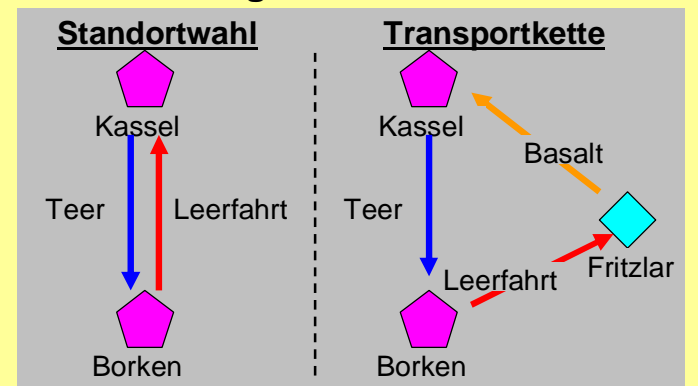 Standortwahl
Kassel
Teer
Leerfahrt
Borken
Transportkette
Kassel
Basalt
Teer
Fritzlar
Leerfahrt
Borken